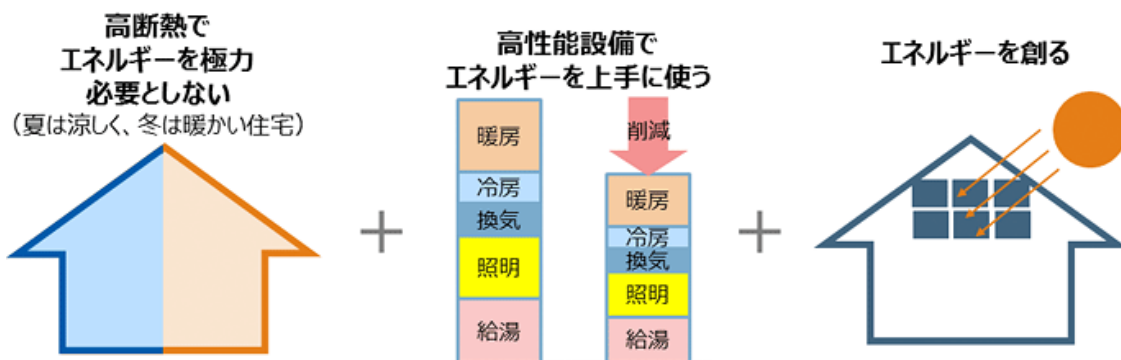 高断熱で
エネルギーを極力
必要としない
（夏は涼しく、冬は暖かい住宅）
高性能設備で
エネルギーを上手に使う
暖房
冷房
換気
照明
給湯
削減
暖房
冷房
換気
照明
給湯
エネルギーを創る